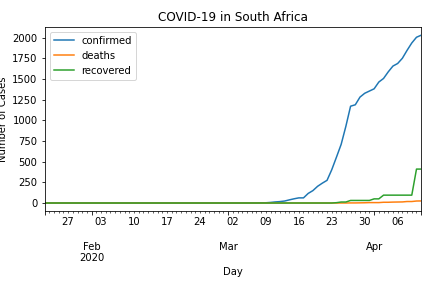 COVID-19 in South Africa
confirmed
deaths
recovered
2000
1750
1500
1250
1000
750
500
250
0
Number of Cases
27 03 10 17 24 02 09 16 23 30 06
Feb Mar Apr
2020
Day